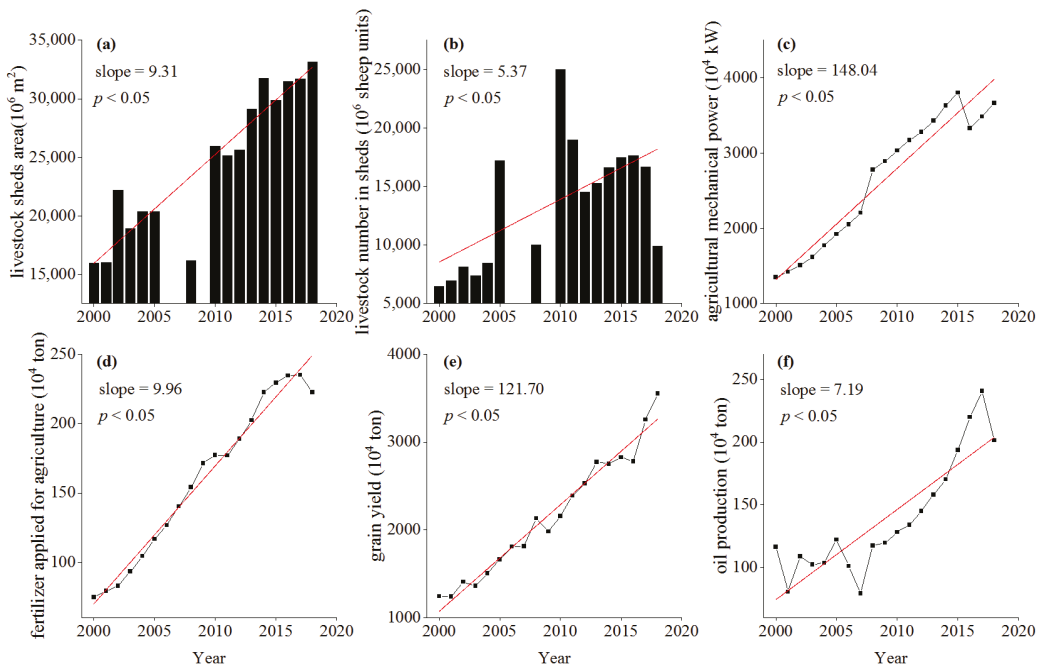 (a)
slope = 9.31
p < 0.05
livestock sheds area(10⁶ m²)
35,000
30,000
25,000
20,000
15,000
2000
2005
2010
2015
2020
(b)
slope = 5.37
p < 0.05
livestock number in sheds (10⁶ sheep units)
25,000
20,000
15,000
10,000
5,000
2000
2005
2010
2015
2020
(c)
slope = 148.04
p < 0.05
agricultural mechanical power (10⁴ kW)
4000
3000
2000
1000
2000
2005
2010
2015
2020
(d)
slope = 9.96
p < 0.05
fertilizer applied for agriculture (10⁴ ton)
250
200
150
100
2000
2005
2010
2015
2020
Year
(e)
slope = 121.70
p < 0.05
grain yield (10⁴ ton)
4000
3000
2000
1000
2000
2005
2010
2015
2020
Year
(f)
slope = 7.19
p < 0.05
oil production (10⁴ ton)
250
200
150
100
2000
2005
2010
2015
2020
Year